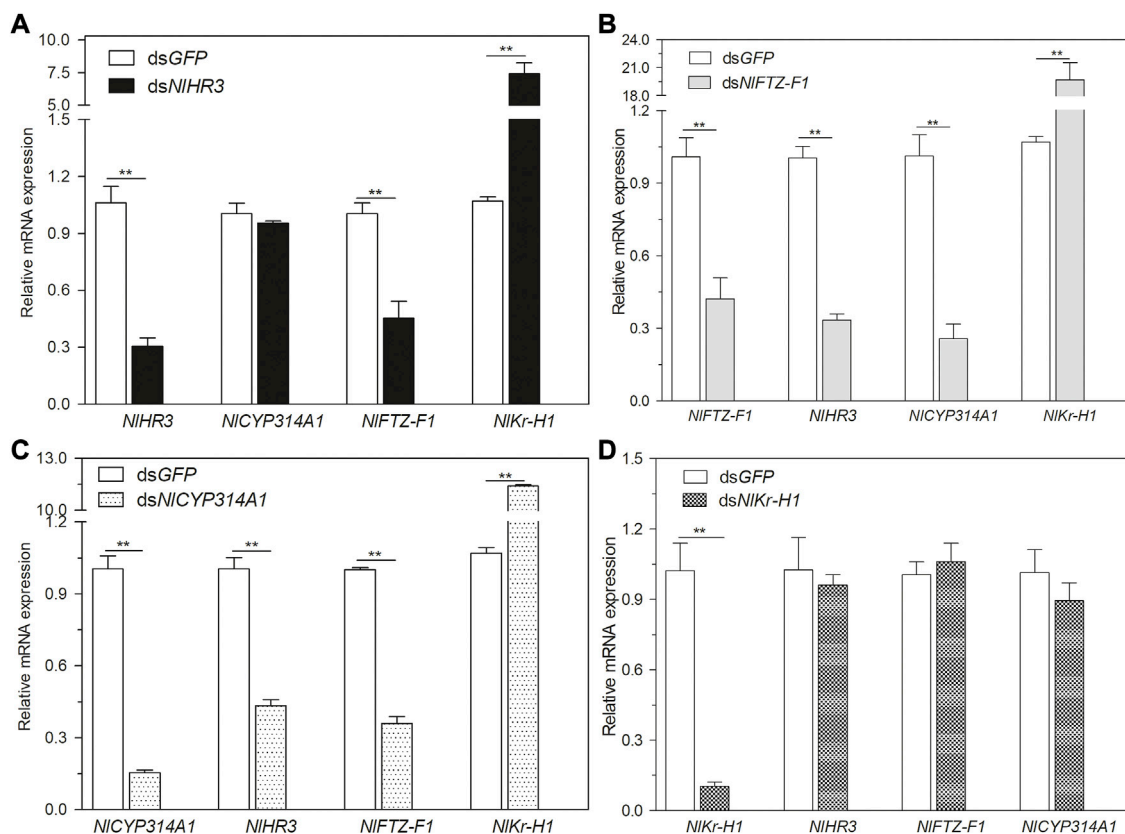 A
10.0
7.5
5.0
1.5
1.2
0.9
0.6
0.3
0.0
Relative mRNA expression
dsGFP
dsNlHR3
**
**
**
NlHR3
NlCYP314A1
NlFTZ-F1
NlKr-H1
B
24.0
21.0
18.0
1.2
0.9
0.6
0.3
0.0
Relative mRNA expression
dsGFP
dsNlFTZ-F1
**
**
**
**
NlFTZ-F1
NlHR3
NlCYP314A1
NlKr-H1
C
13.0
10.0
1.2
0.9
0.6
0.3
0.0
Relative mRNA expression
dsGFP
dsNlCYP314A1
**
**
**
**
NlCYP314A1
NlHR3
NlFTZ-F1
NlKr-H1
D
1.5
1.2
0.9
0.6
0.3
0.0
Relative mRNA expression
dsGFP
dsNlKr-H1
**
NlKr-H1
NlHR3
NlFTZ-F1
NlCYP314A1